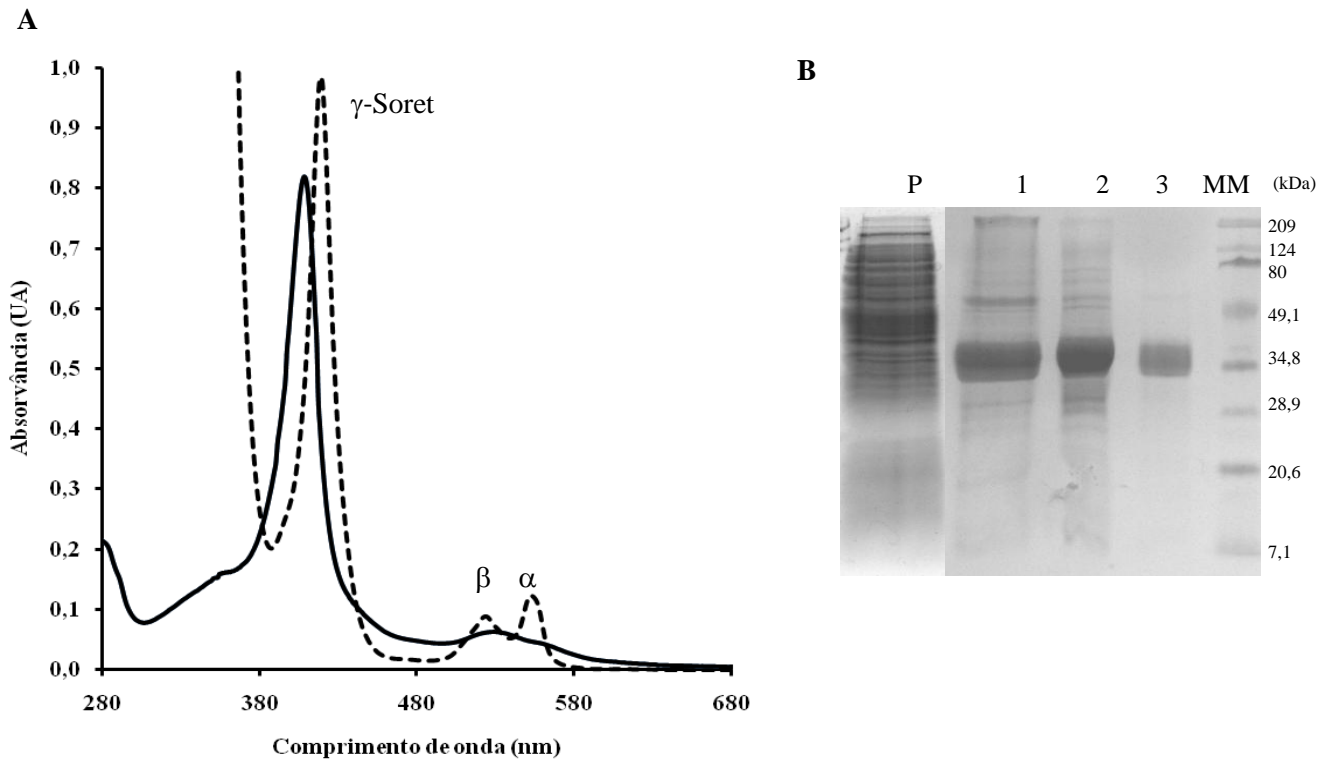 A
1,0
0,9
0,8
0,7
0,6
0,5
0,4
0,3
0,2
0,1
0,0
Absorvância (UA)
γ-Soret
β α
280 380 480 580 680
Comprimento de onda (nm)
B
P 1 2 3 MM (kDa)
209
124
80
49,1
34,8
28,9
20,6
7,1